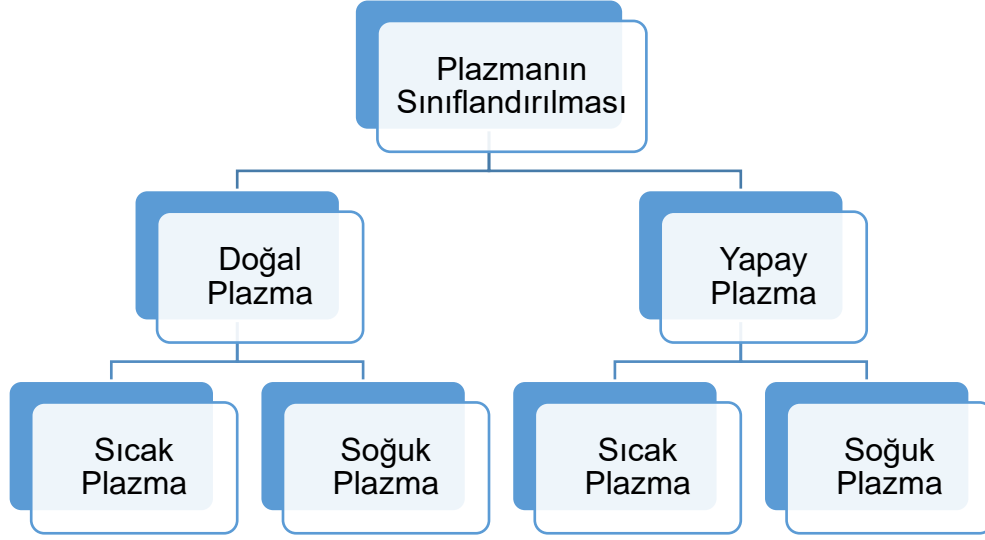 Plazmanın
Sınıflandırılması
Doğal
Plazma
Yapay
Plazma
Sıcak
Plazma
Soğuk
Plazma
Sıcak
Plazma
Soğuk
Plazma